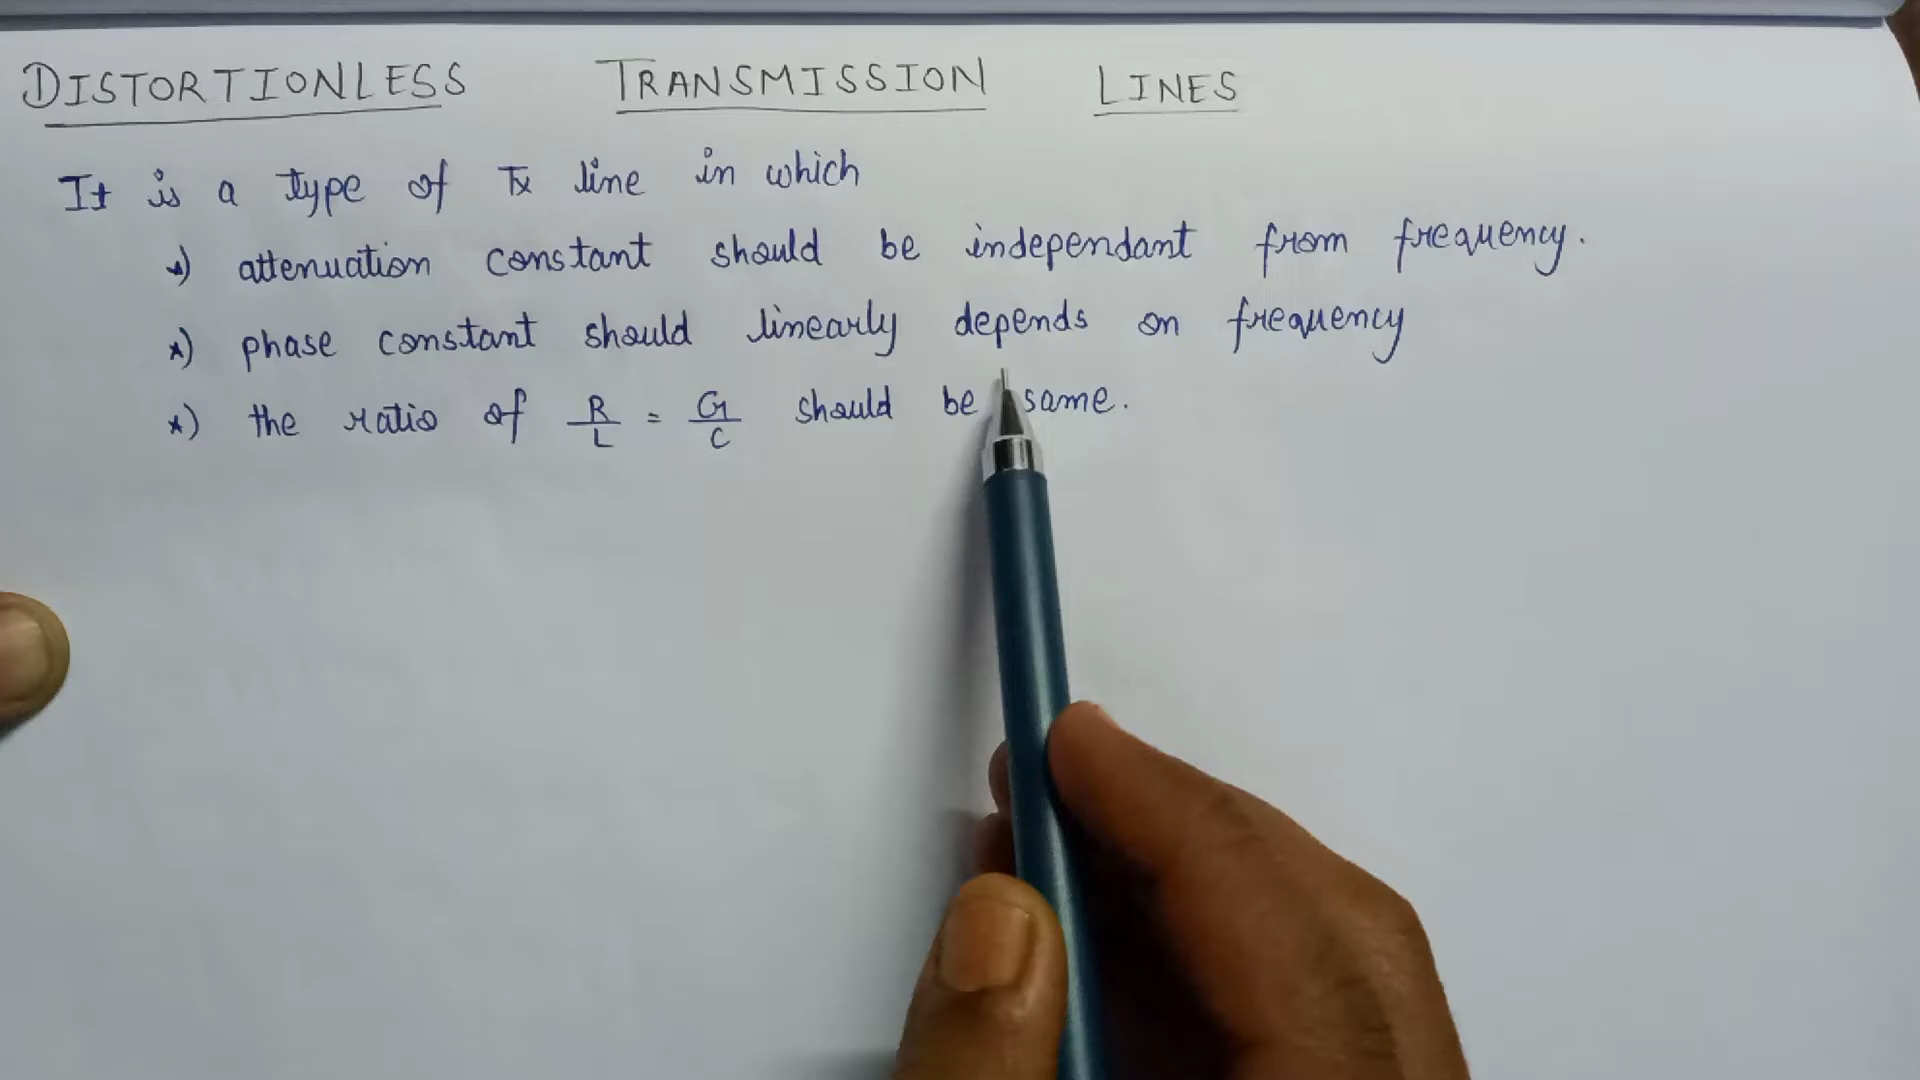 DISTORTIONLESS TRANSMISSION LINES
It is a type of Tx line in which
*) attenuation constant should be independant from frequency.
*) phase constant should linearly depends on frequency
*) the ratio of R/L = G/C should be same.